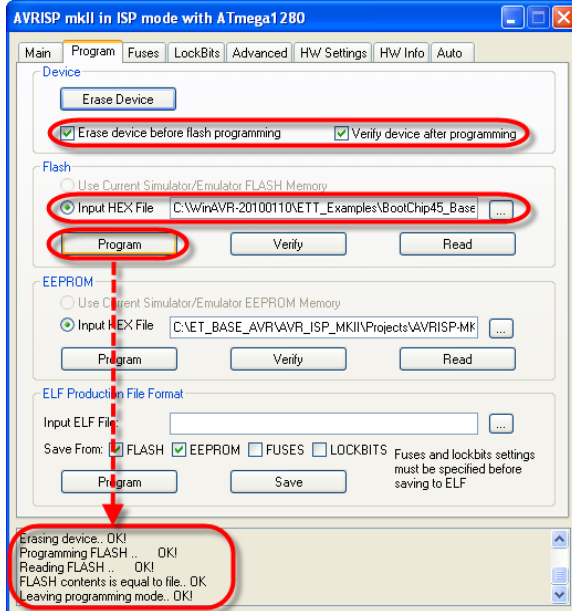 AVRISP mkII in ISP mode with ATmega1280
Main Program Fuses LockBits Advanced HW Settings HW Info Auto
Device
Erase Device
Erase device before flash programming Verify device after programming
Flash
Use Current Simulator/Emulator FLASH Memory
Input HEX File C:\WinAVR-20100110\ETT_Examples\BootChip45_Base ...
Program Verify Read
EEPROM
Use Current Simulator/Emulator EEPROM Memory
Input HEX File C:\ET_BASE_AVR\AVR_ISP_MKII\Projects\AVRISP-MK ...
Program Verify Read
ELF Production File Format
Input ELF File: ...
Save From: FLASH EEPROM FUSES LOCKBITS Fuses and lockbits settings
must be specified before
Program Save saving to ELF
Erasing device.. OK!
Programming FLASH .. OK!
Reading FLASH .. OK!
FLASH contents is equal to file.. OK
Leaving programming mode.. OK!